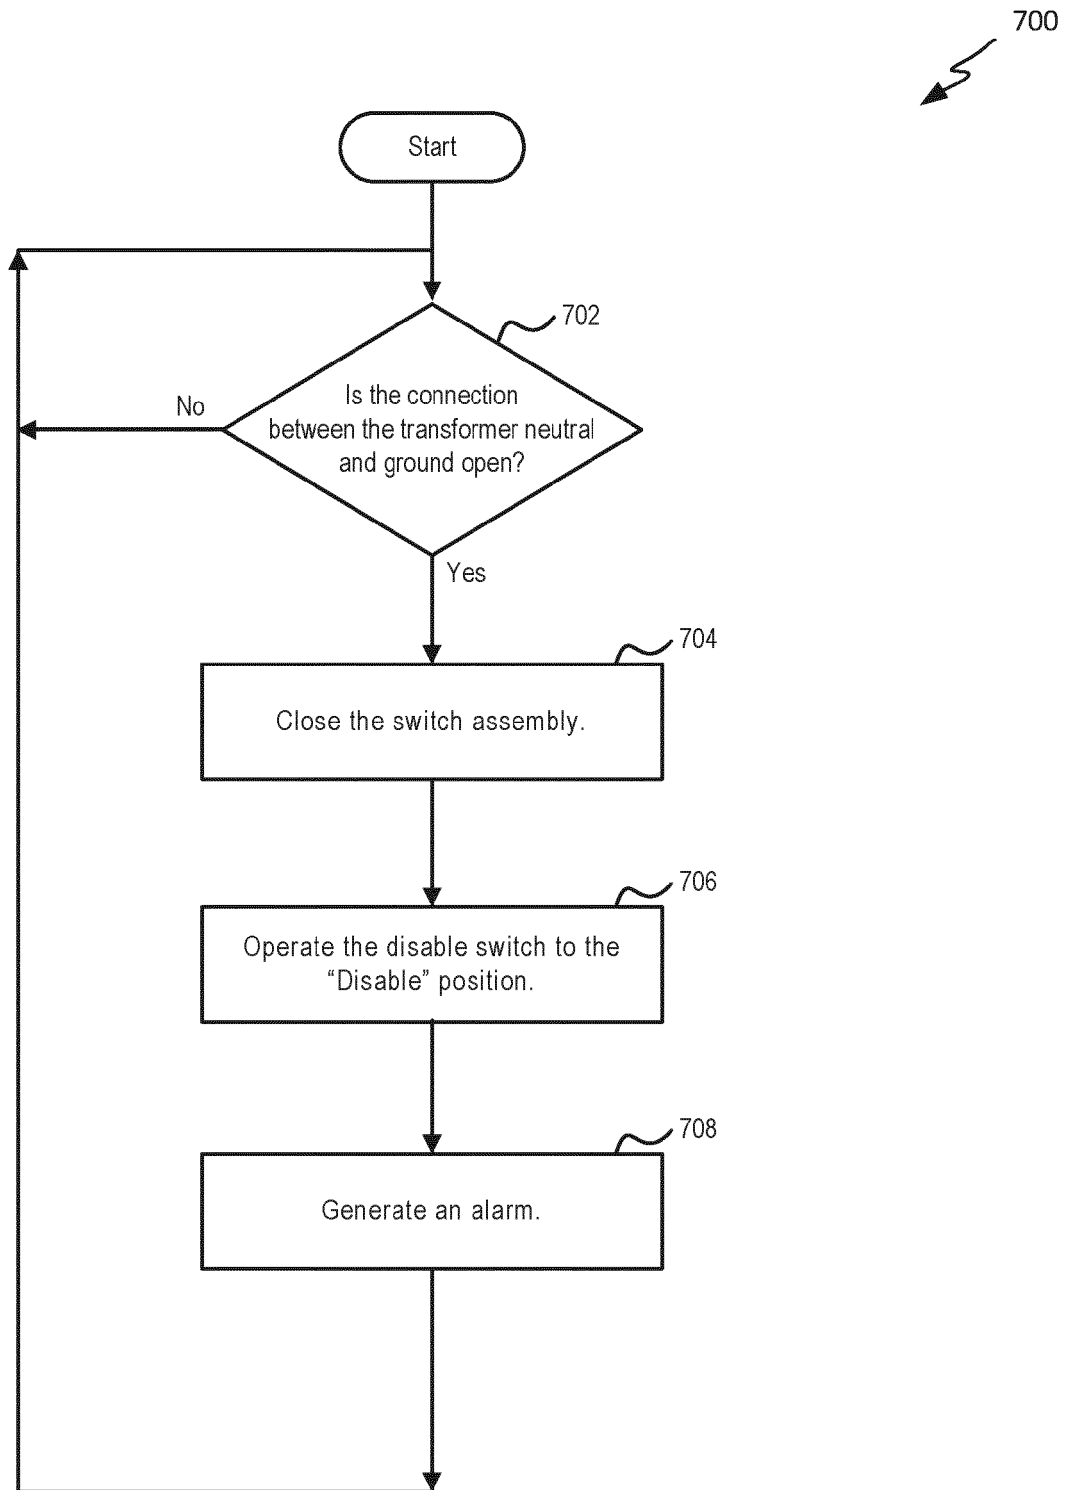 700
Start
702
Is the connection
between the transformer neutral
and ground open?
No
Yes
704
Close the switch assembly.
706
Operate the disable switch to the
“Disable” position.
708
Generate an alarm.